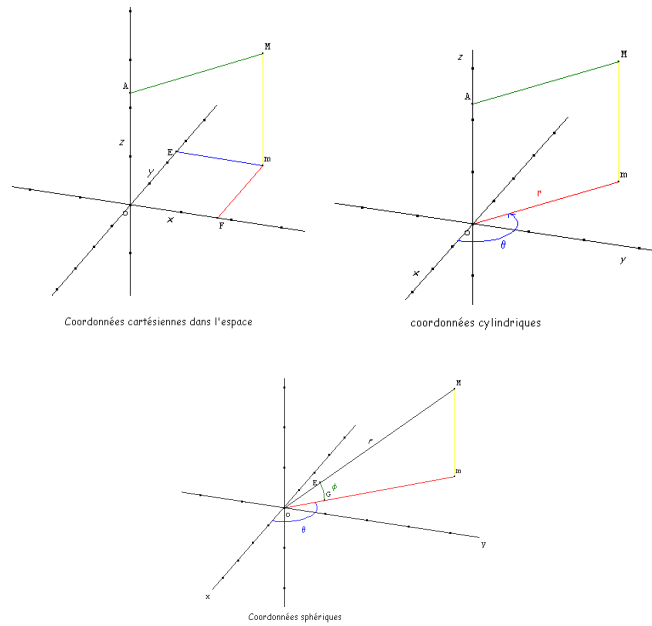 M
A
z
E
y
m
O
x
F
Coordonnées cartésiennes dans l'espace
z
M
A
m
r
O
θ
x
y
coordonnées cylindriques
M
r
E
φ
G
m
O
θ
y
x
Coordonnées sphériques